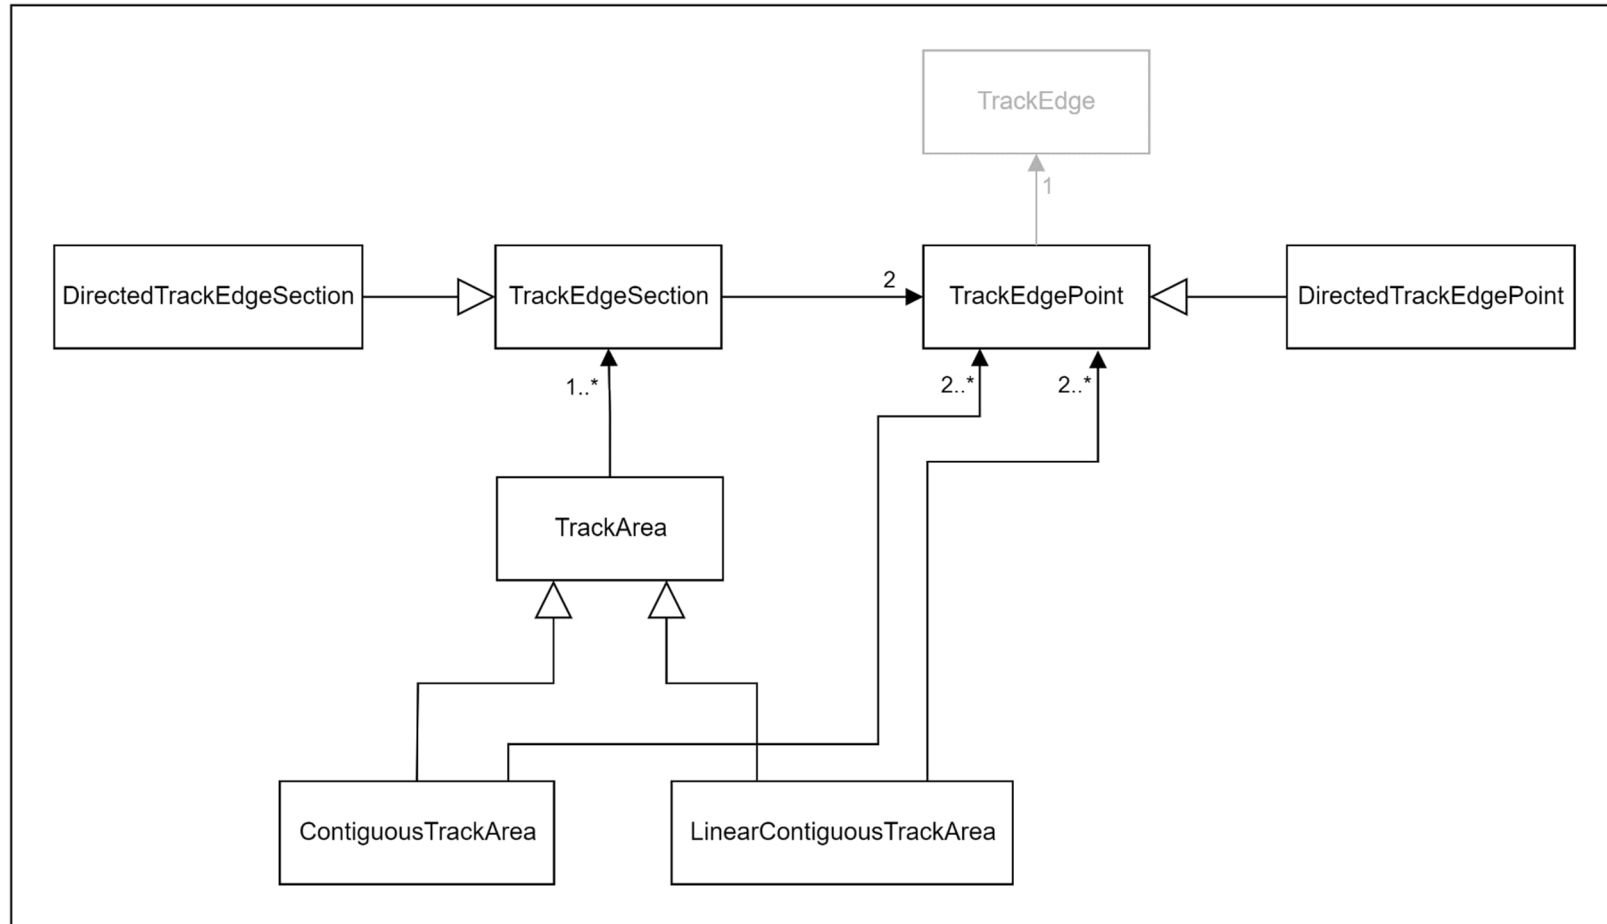 TrackEdge
1
DirectedTrackEdgeSection
TrackEdgeSection
2
TrackEdgePoint
DirectedTrackEdgePoint
1..*
2..*
2..*
TrackArea
ContiguousTrackArea
LinearContiguousTrackArea